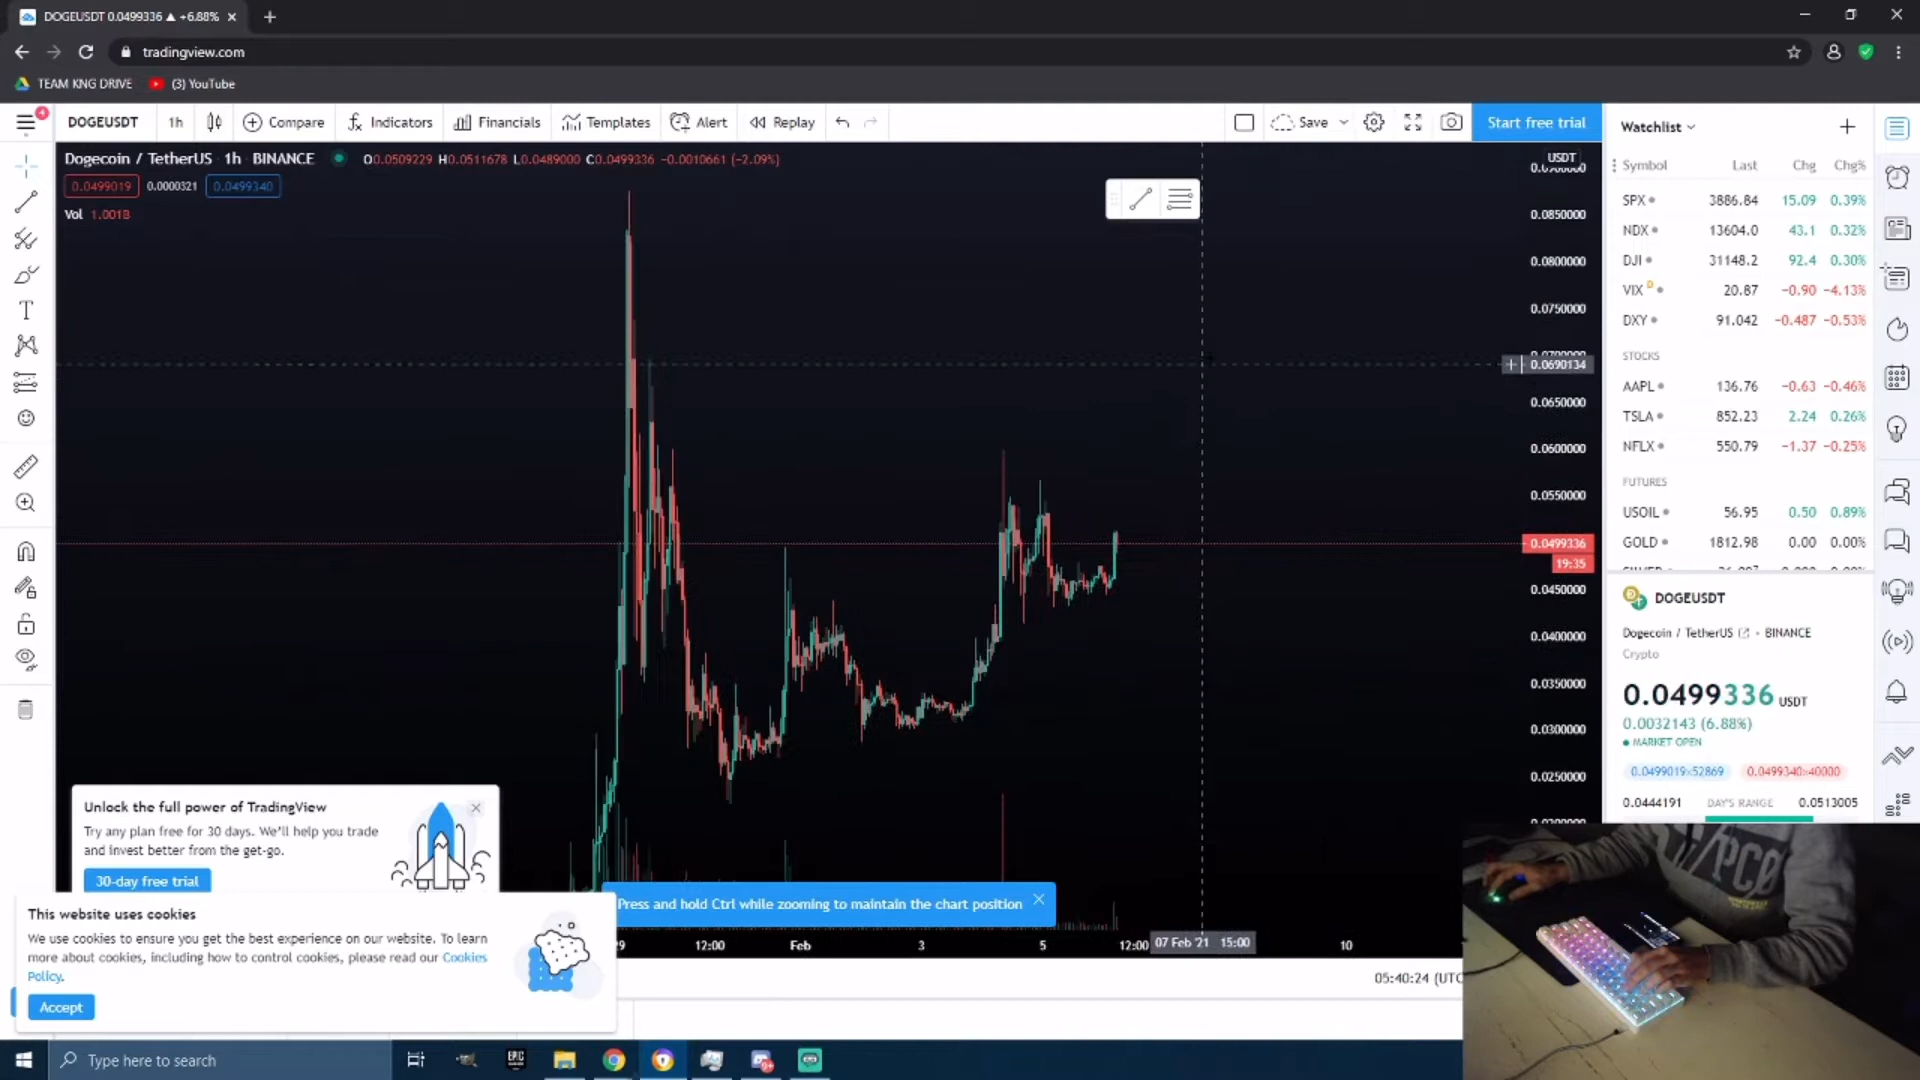 DOGEUSDT 0.0499336 ▲ +6.88%
tradingview.com
TEAM KNG DRIVE
(3) YouTube
4
DOGEUSDT
1h
Compare
Indicators
Financials
Templates
Alert
Replay
Save
Start free trial
Dogecoin / TetherUS 1h BINANCE
O0.0509229 H0.0511678 L0.0489000 C0.0499336 −0.0010661 (−2.09%)
0.0499019 0.0000321 0.0499340
Vol 1.001B
USDT
0.0850000
0.0800000
0.0750000
0.0690134
0.0650000
0.0600000
0.0550000
0.0499336
19:35
0.0450000
0.0400000
0.0350000
0.0300000
0.0250000
12:00 Feb 3 5 12:00 07 Feb '21 15:00 10
05:40:24 (UTC
Watchlist
Symbol Last Chg Chg%
SPX 3886.84 15.09 0.39%
NDX 13604.0 43.1 0.32%
DJI 31148.2 92.4 0.30%
VIX D 20.87 −0.90 −4.13%
DXY 91.042 −0.487 −0.53%
STOCKS
AAPL 136.76 −0.63 −0.46%
TSLA 852.23 2.24 0.26%
NFLX 550.79 −1.37 −0.25%
FUTURES
USOIL 56.95 0.50 0.89%
GOLD 1812.98 0.00 0.00%
DOGEUSDT
Dogecoin / TetherUS • BINANCE
Crypto
0.0499336 USDT
0.0032143 (6.88%)
MARKET OPEN
0.0499019×52869 0.0499340×40000
0.0444191 DAY'S RANGE 0.0513005
Unlock the full power of TradingView
Try any plan free for 30 days. We'll help you trade
and invest better from the get-go.
30-day free trial
Press and hold Ctrl while zooming to maintain the chart position
This website uses cookies
We use cookies to ensure you get the best experience on our website. To learn
more about cookies, including how to control cookies, please read our Cookies
Policy.
Accept
Type here to search
EPIC